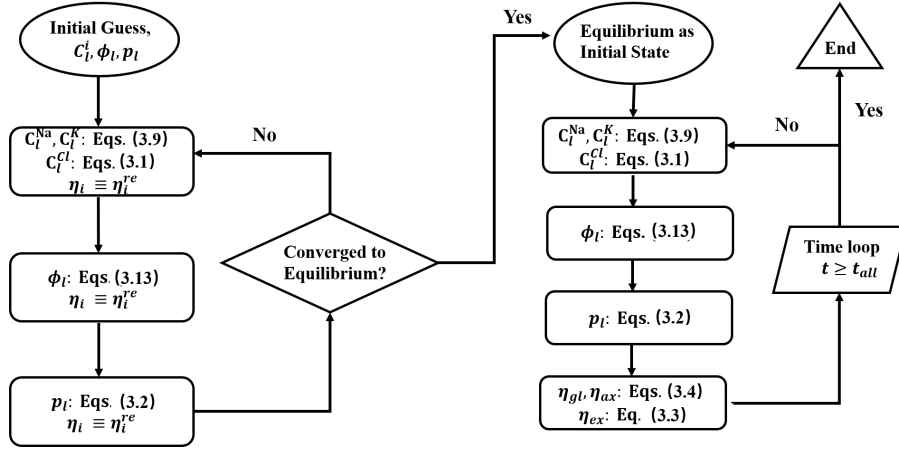 Initial Guess,
C_l^i, ϕ_l, p_l
C_l^Na, C_l^K: Eqs. (3.9)
C_l^Cl: Eqs. (3.1)
η_i ≡ η_i^re
ϕ_l: Eqs. (3.13)
η_i ≡ η_i^re
p_l: Eqs. (3.2)
η_i ≡ η_i^re
No
Converged to
Equilibrium?
Yes
Equilibrium as
Initial State
C_l^Na, C_l^K: Eqs. (3.9)
C_l^Cl: Eqs. (3.1)
ϕ_l: Eqs. (3.13)
p_l: Eqs. (3.2)
η_gl, η_ax: Eqs. (3.4)
η_ex: Eq. (3.3)
No
End
Yes
Time loop
t ≥ t_all